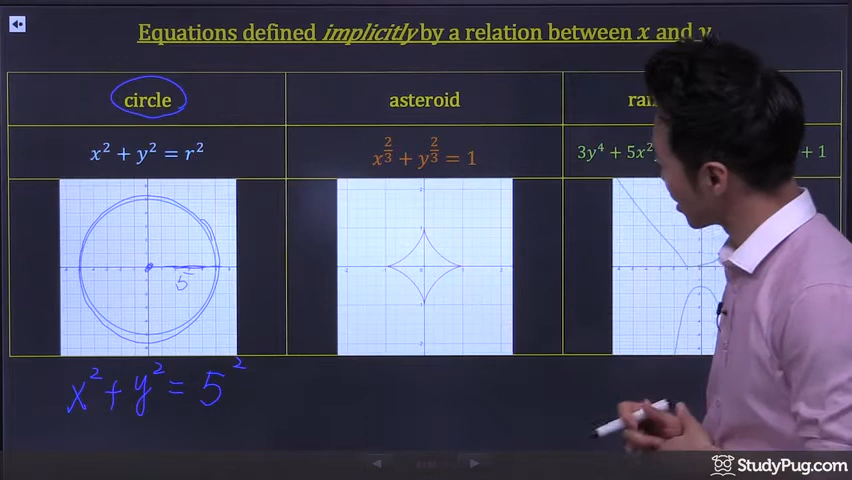 Equations defined implicitly by a relation between x and y
circle
asteroid
x² + y² = r²
x^(2/3) + y^(2/3) = 1
3y⁴ + 5x² + 1
5
x² + y² = 5²
StudyPug.com